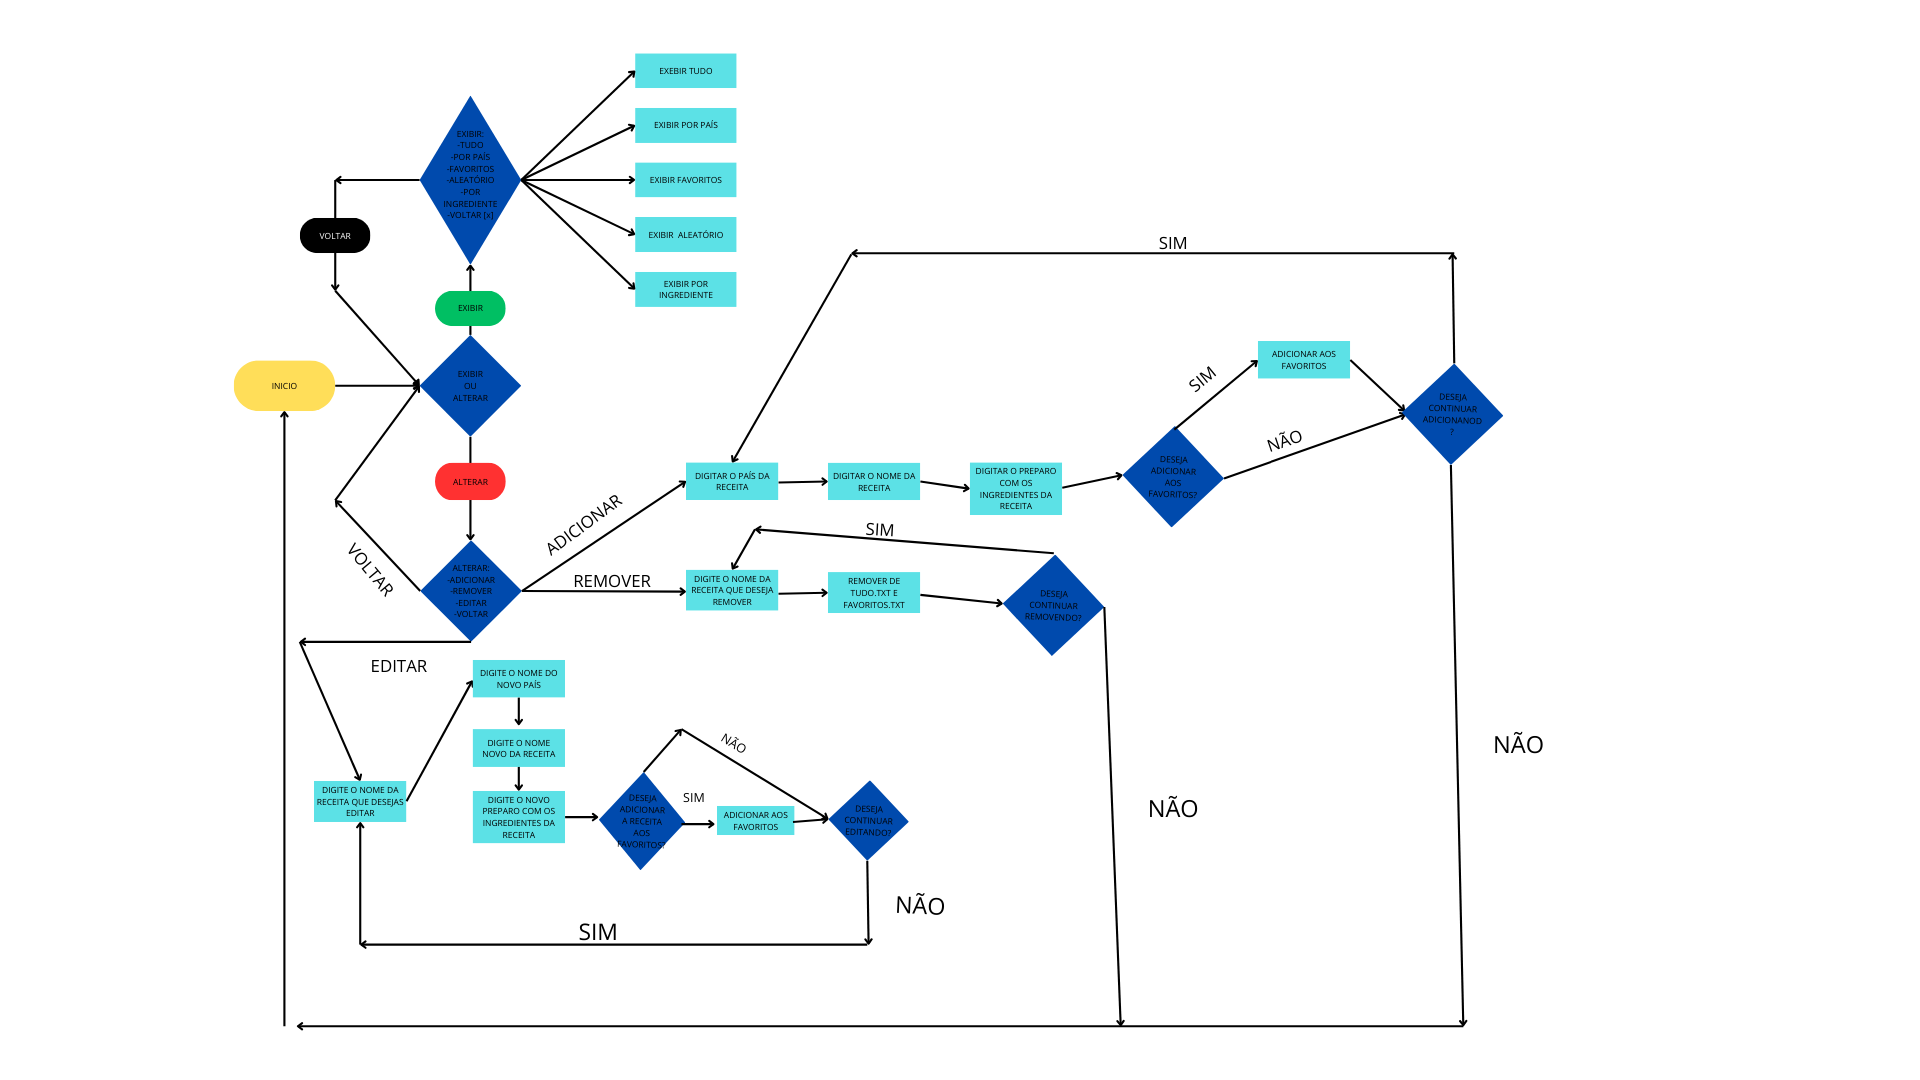 EXEBIR TUDO
EXIBIR POR PAÍS
EXIBIR FAVORITOS
EXIBIR ALEATÓRIO
EXIBIR POR
INGREDIENTE
EXIBIR:
-TUDO
-POR PAÍS
-FAVORITOS
-ALEATÓRIO
-POR
INGREDIENTE
-VOLTAR [x]
VOLTAR
EXIBIR
INICIO
EXIBIR
OU
ALTERAR
ALTERAR
ALTERAR:
-ADICIONAR
-REMOVER
-EDITAR
-VOLTAR
VOLTAR
ADICIONAR
DIGITAR O PAÍS DA
RECEITA
DIGITAR O NOME DA
RECEITA
DIGITAR O PREPARO
COM OS
INGREDIENTES DA
RECEITA
DESEJA
ADICIONAR
AOS
FAVORITOS?
SIM
ADICIONAR AOS
FAVORITOS
NÃO
DESEJA
CONTINUAR
ADICIONANOD
?
SIM
NÃO
REMOVER
DIGITE O NOME DA
RECEITA QUE DESEJA
REMOVER
REMOVER DE
TUDO.TXT E
FAVORITOS.TXT
DESEJA
CONTINUAR
REMOVENDO?
SIM
NÃO
EDITAR
DIGITE O NOME DA
RECEITA QUE DESEJAS
EDITAR
DIGITE O NOME DO
NOVO PAÍS
DIGITE O NOME
NOVO DA RECEITA
DIGITE O NOVO
PREPARO COM OS
INGREDIENTES DA
RECEITA
DESEJA
ADICIONAR
A RECEITA
AOS
FAVORITOS?
NÃO
SIM
ADICIONAR AOS
FAVORITOS
DESEJA
CONTINUAR
EDITANDO?
NÃO
SIM